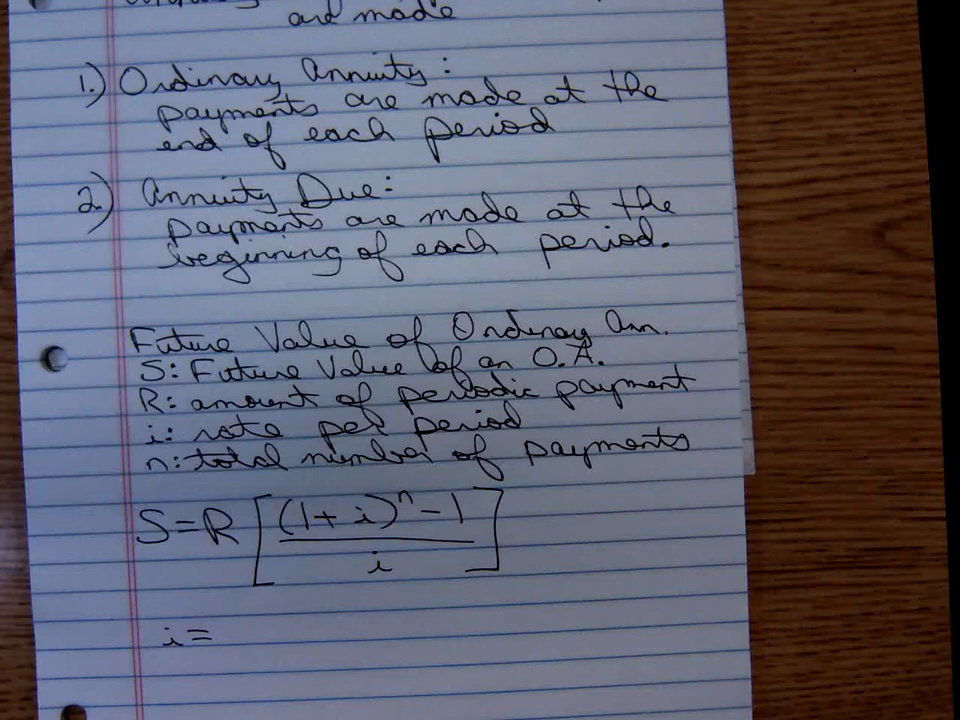 are made
1.) Ordinary Annuity:
payments are made at the
end of each period
2.) Annuity Due:
payments are made at the
beginning of each period.
Future Value of Ordinary Ann.
S: Future Value of an O.A.
R: amount of periodic payment
i: rate per period
n: total number of payments
S=R[((1+i)^n-1)/i]
i=